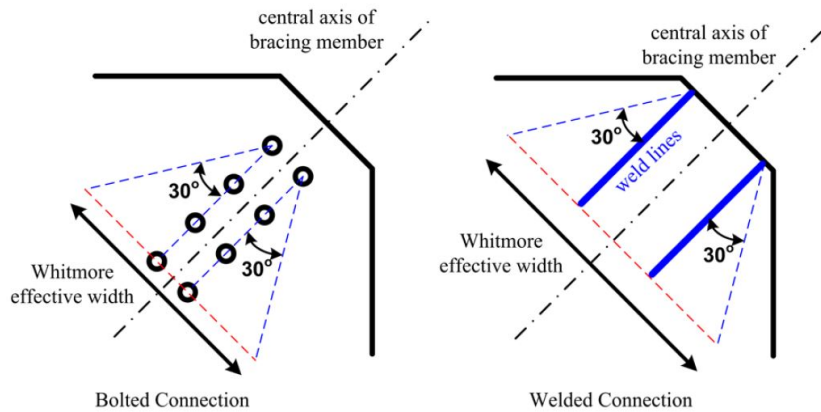 central axis of
bracing member
30°
30°
Whitmore
effective width
Bolted Connection
central axis of
bracing member
30°
weld lines
30°
Whitmore
effective width
Welded Connection